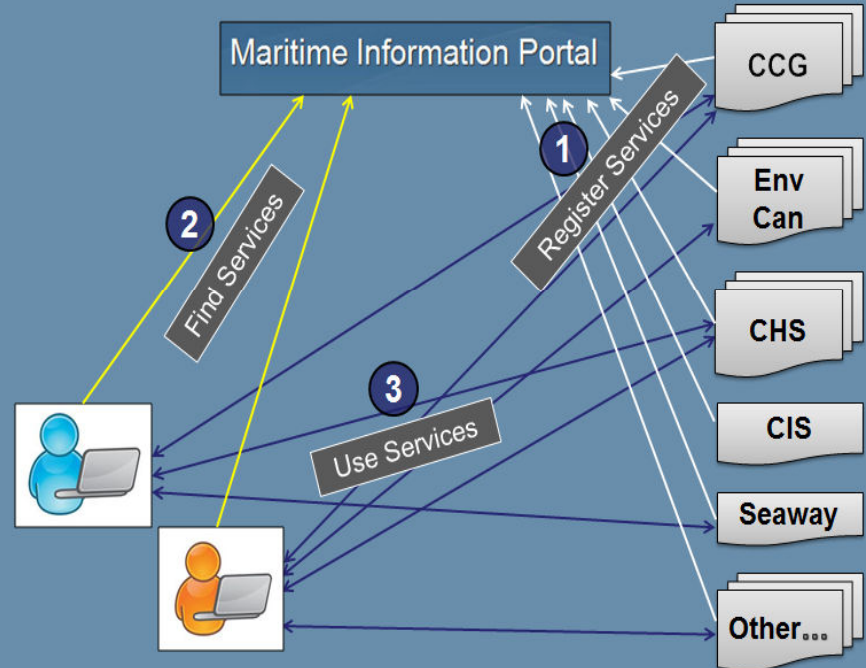 Maritime Information Portal
CCG
1
Register Services
Env
Can
2
Find Services
CHS
3
Use Services
CIS
Seaway
Other...